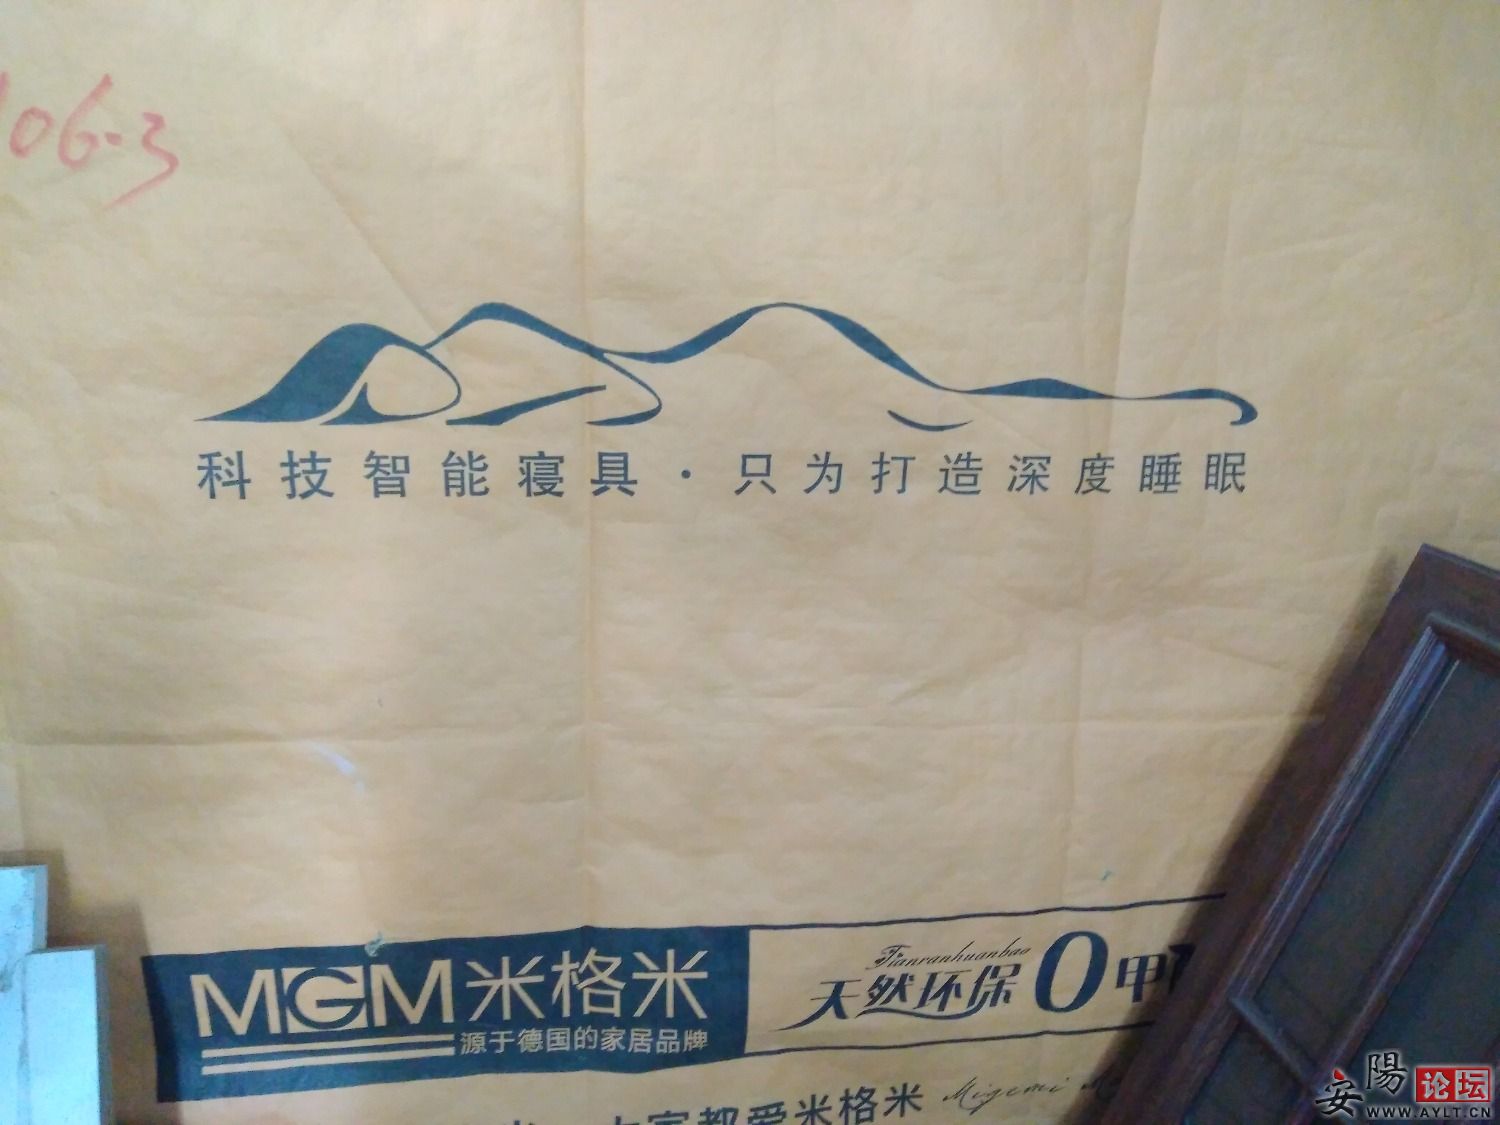 106-3
科技智能寝具·只为打造深度睡眠
MGM米格米
源于德国的家居品牌
Tianranhuanbao
天然环保0甲
都爱米格米 Migemi
安陽论坛
WWW.AYLT.CN